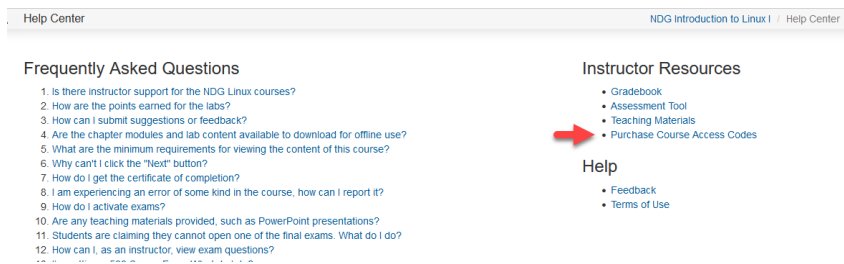 Help Center
NDG Introduction to Linux I / Help Center
Frequently Asked Questions
1. Is there instructor support for the NDG Linux courses?
2. How are the points earned for the labs?
3. How can I submit suggestions or feedback?
4. Are the chapter modules and lab content available to download for offline use?
5. What are the minimum requirements for viewing the content of this course?
6. Why can't I click the "Next" button?
7. How do I get the certificate of completion?
8. I am experiencing an error of some kind in the course, how can I report it?
9. How do I activate exams?
10. Are any teaching materials provided, such as PowerPoint presentations?
11. Students are claiming they cannot open one of the final exams. What do I do?
12. How can I, as an instructor, view exam questions?
Instructor Resources
• Gradebook
• Assessment Tool
• Teaching Materials
• Purchase Course Access Codes
Help
• Feedback
• Terms of Use